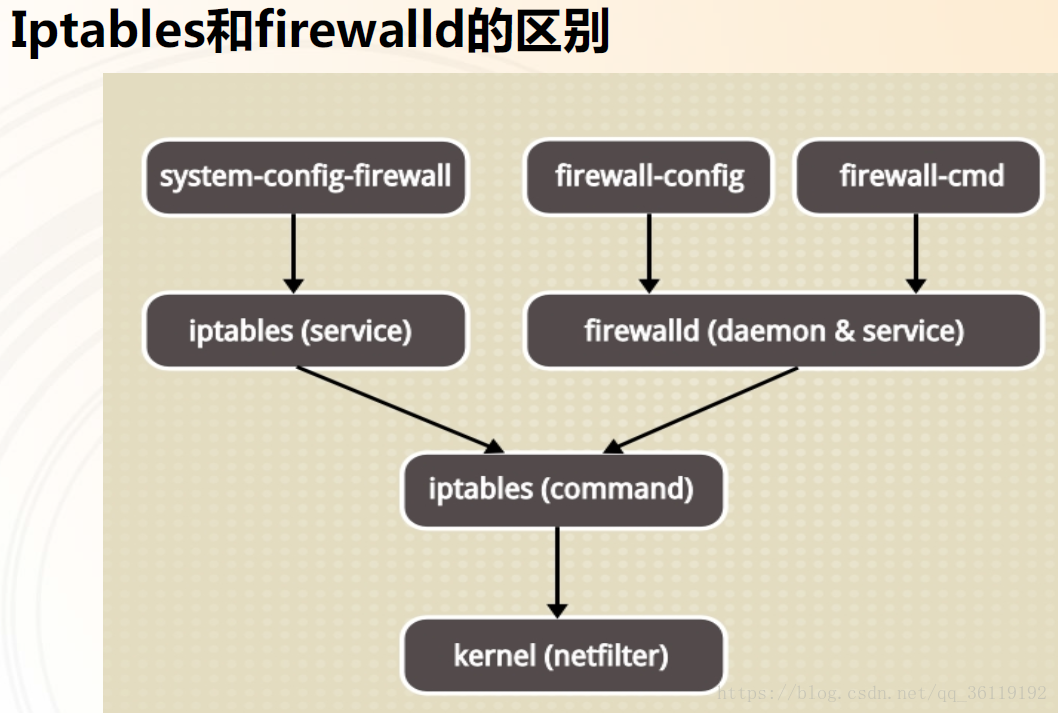 Iptables和firewalld的区别
system-config-firewall
firewall-config
firewall-cmd
iptables (service)
firewalld (daemon & service)
iptables (command)
kernel (netfilter)
https://blog.csdn.net/qq_36119192